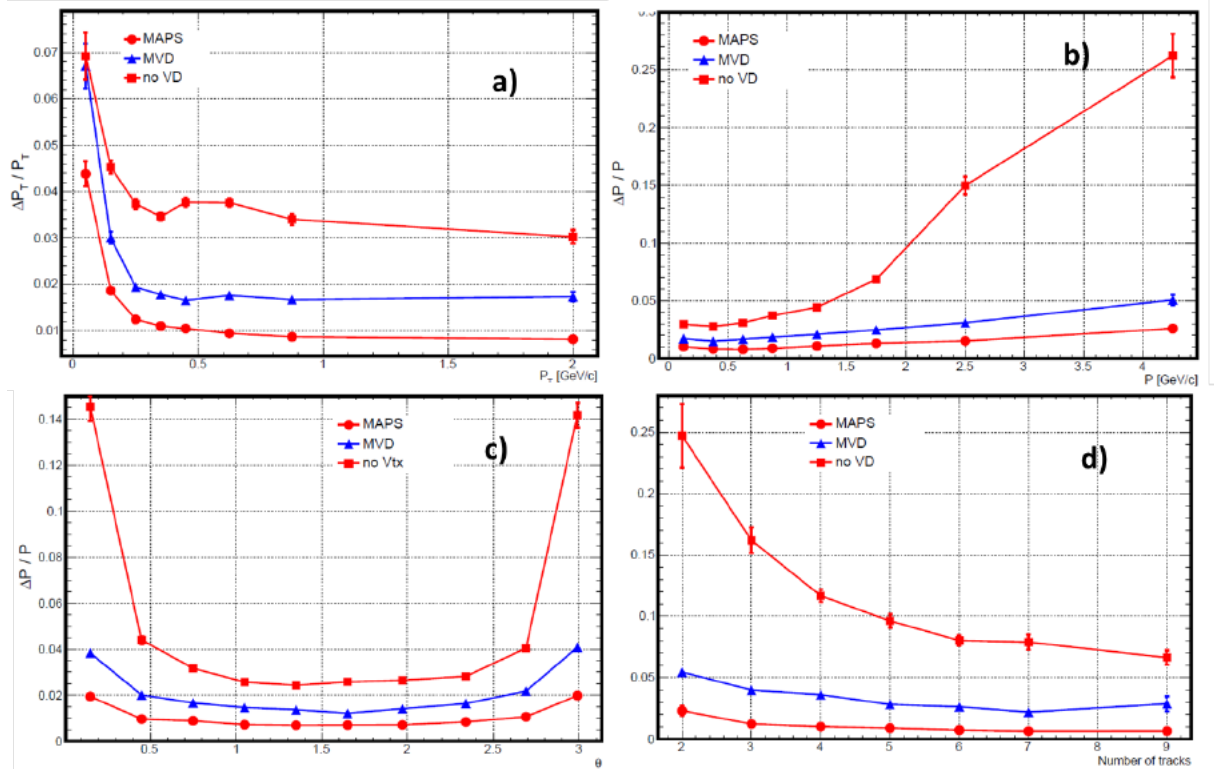 MAPS
MVD
no VD
a)
0.07
0.06
0.05
0.04
0.03
0.02
0.01
ΔP_T / P_T
0
0.5
1
1.5
2
P_T [GeV/c]
MAPS
MVD
no VD
b)
0.25
0.2
0.15
0.1
0.05
0
ΔP / P
0
0.5
1
1.5
2
2.5
3
3.5
4
P [GeV/c]
MAPS
MVD
no Vtx
c)
0.14
0.12
0.1
0.08
0.06
0.04
0.02
0
ΔP / P
0.5
1
1.5
2
2.5
3
θ
MAPS
MVD
no VD
d)
0.25
0.2
0.15
0.1
0.05
0
2
3
4
5
6
7
8
9
Number of tracks